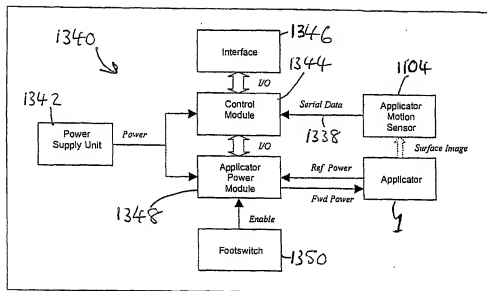 1340
1346
Interface
1344
I/O
1104
1342
Control
Module
Serial Data
1338
Applicator
Motion
Sensor
Power
Supply Unit
Power
I/O
Surface Image
Applicator
Power
Module
Ref Power
Fwd Power
Applicator
1348
Enable
1
Footswitch
1350